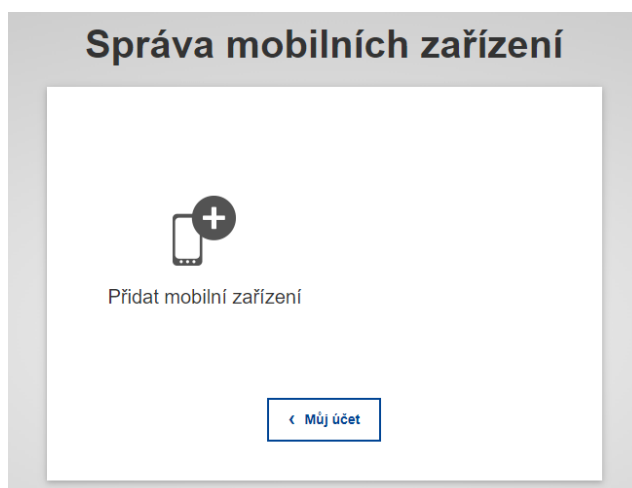 Správa mobilních zařízení
Přidat mobilní zařízení
‹ Můj účet